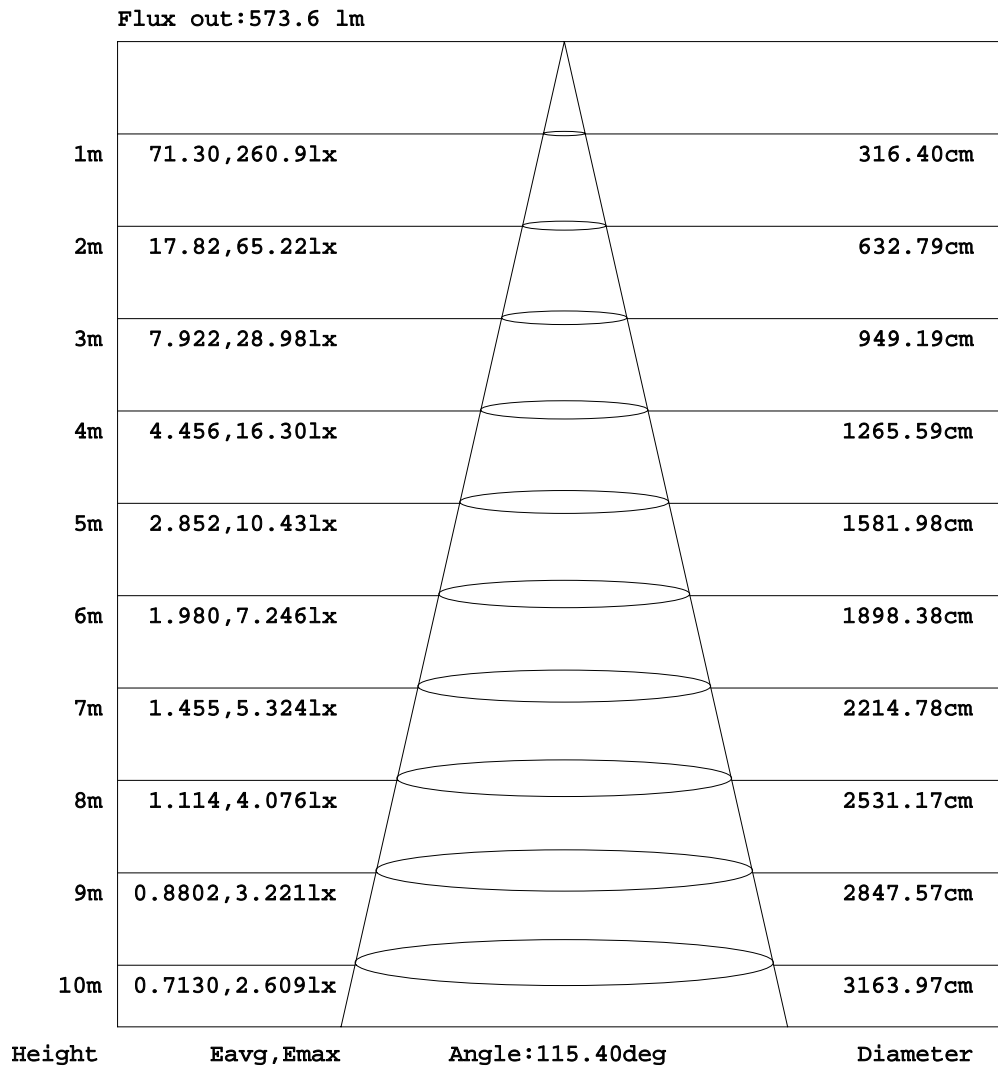 Flux out:573.6 lm
1m 71.30,260.9lx 316.40cm
2m 17.82,65.22lx 632.79cm
3m 7.922,28.98lx 949.19cm
4m 4.456,16.30lx 1265.59cm
5m 2.852,10.43lx 1581.98cm
6m 1.980,7.246lx 1898.38cm
7m 1.455,5.324lx 2214.78cm
8m 1.114,4.076lx 2531.17cm
9m 0.8802,3.221lx 2847.57cm
10m 0.7130,2.609lx 3163.97cm
Height Eavg,Emax Angle:115.40deg Diameter